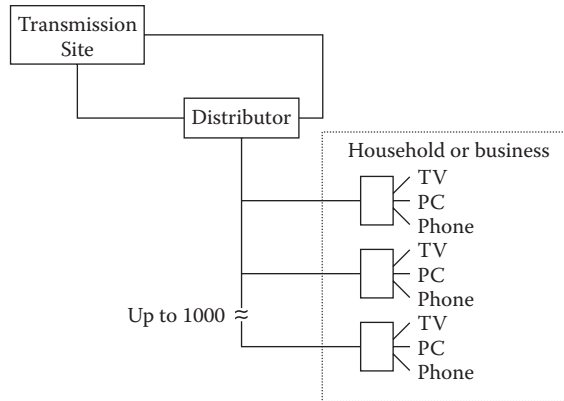 Transmission
Site
Distributor
Household or business
TV
PC
Phone
TV
PC
Phone
Up to 1000
TV
PC
Phone